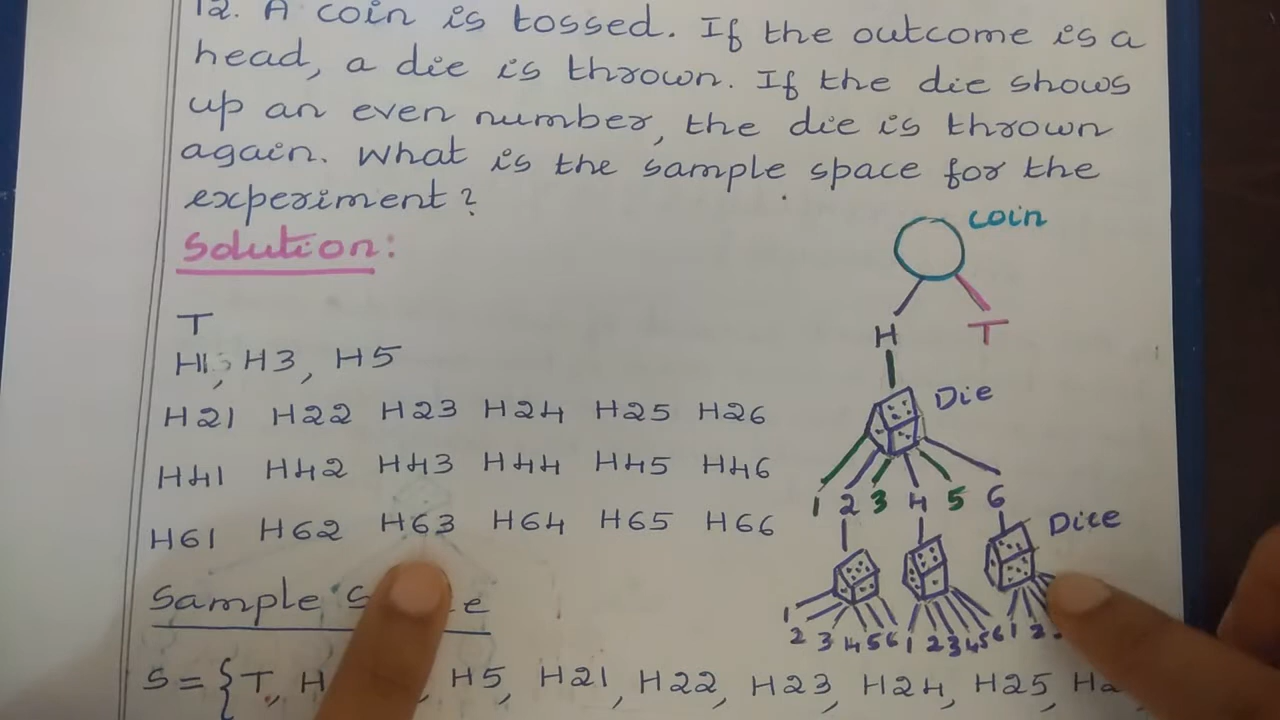 12. A coin is tossed. If the outcome is a
head, a die is thrown. If the die shows
up an even number, the die is thrown
again. What is the sample space for the
experiment?
Solution:
coin
H T
Die
1 2 3 4 5 6
Dice
1 2 3 4 5 6 1 2 3 4 5 6 1 2
T
H1, H3, H5
H21 H22 H23 H24 H25 H26
H41 H42 H43 H44 H45 H46
H61 H62 H63 H64 H65 H66
Sample
S = { T, H5, H21, H22, H23, H24, H25,